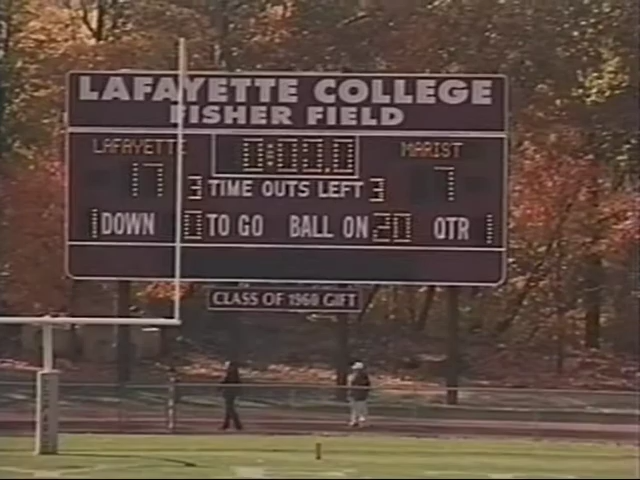 LAFAYETTE COLLEGE
FISHER FIELD
LAFAYETTE 0:00.0 MARIST
17 3 TIME OUTS LEFT 3 7
1 DOWN 0 TO GO BALL ON 20 QTR 1
CLASS OF 1960 GIFT